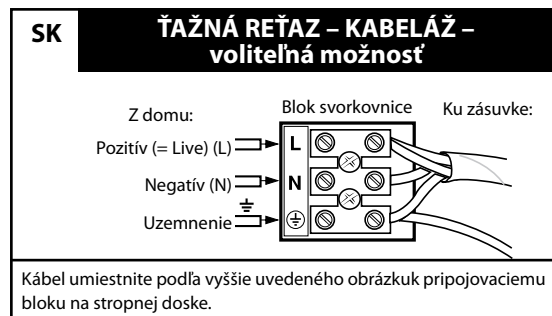 SK
ŤAŽNÁ REŤAZ – KABELÁŽ –
voliteľná možnosť
Z domu:
Blok svorkovnice
Ku zásuvke:
Pozitív (= Live) (L)
L
Negatív (N)
N
Uzemnenie
Kábel umiestnite podľa vyššie uvedeného obrázkuk pripojovaciemu
bloku na stropnej doske.